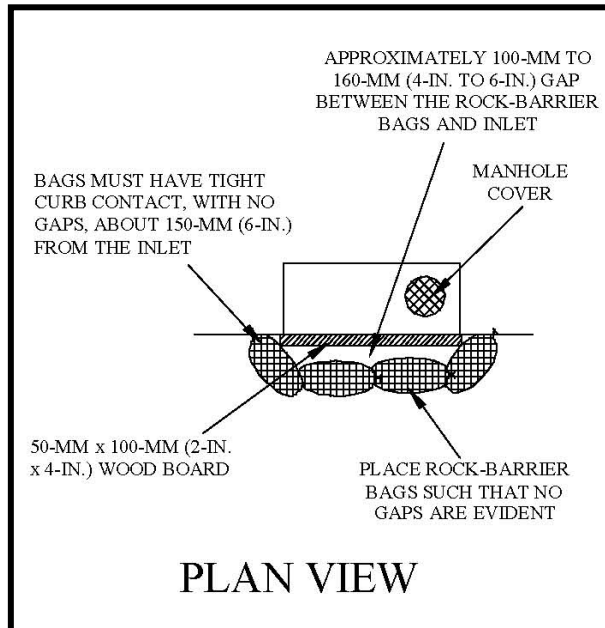 APPROXIMATELY 100-MM TO
160-MM (4-IN. TO 6-IN.) GAP
BETWEEN THE ROCK-BARRIER
BAGS AND INLET
BAGS MUST HAVE TIGHT
CURB CONTACT, WITH NO
GAPS, ABOUT 150-MM (6-IN.)
FROM THE INLET
MANHOLE
COVER
50-MM x 100-MM (2-IN.
x 4-IN.) WOOD BOARD
PLACE ROCK-BARRIER
BAGS SUCH THAT NO
GAPS ARE EVIDENT
PLAN VIEW